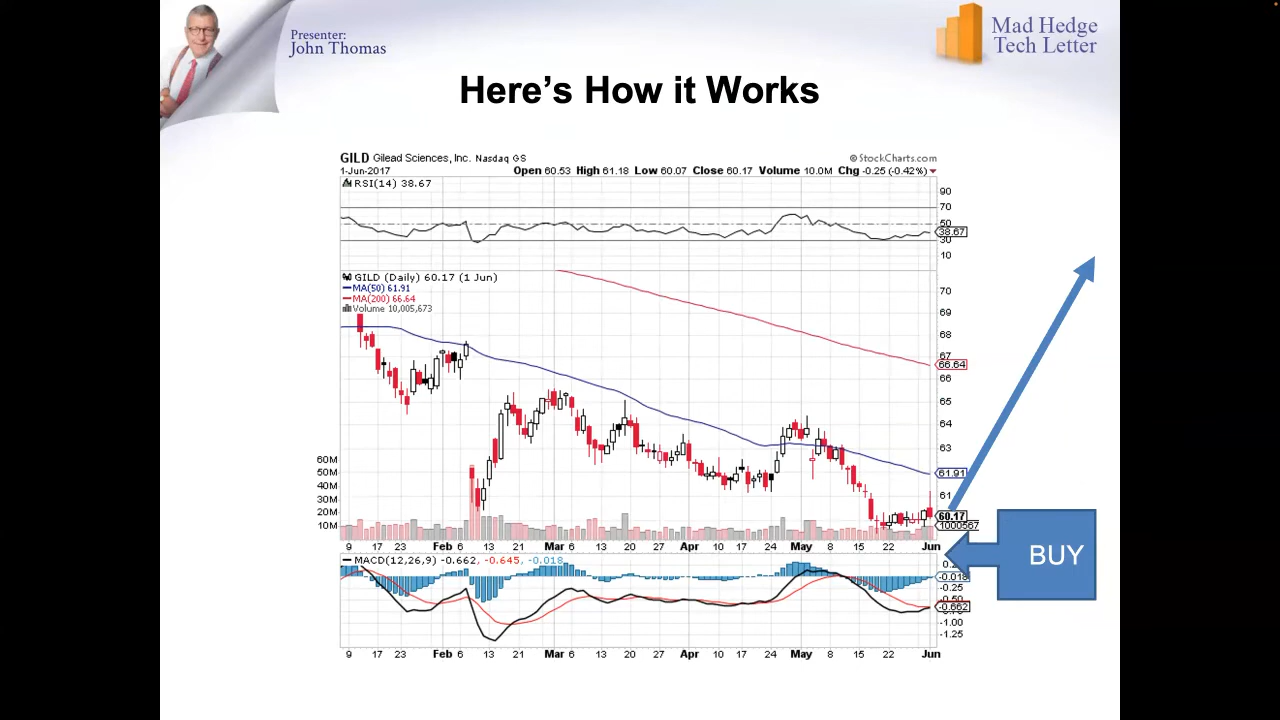 Presenter:
John Thomas
Mad Hedge
Tech Letter
Here's How it Works
GILD Gilead Sciences, Inc. Nasdaq GS
© StockCharts.com
1-Jun-2017
Open 60.53 High 61.18 Low 60.07 Close 60.17 Volume 10.0M Chg -0.25 (-0.42%)
RSI(14) 38.67
90
70
50
38.67
30
10
GILD (Daily) 60.17 (1 Jun)
MA(50) 61.91
MA(200) 66.64
Volume 10,005,673
70
69
68
67
66.64
66
65
64
63
61.91
61
60.17
1000567
60M
50M
40M
30M
20M
10M
9 17 23 Feb 6 13 21 Mar 6 13 20 27 Apr 10 17 24 May 8 15 22 Jun
BUY
MACD(12,26,9) -0.662, -0.645, -0.018
-0.018
-0.25
-0.662
-1.00
-1.25
9 17 23 Feb 6 13 21 Mar 6 13 20 27 Apr 10 17 24 May 8 15 22 Jun